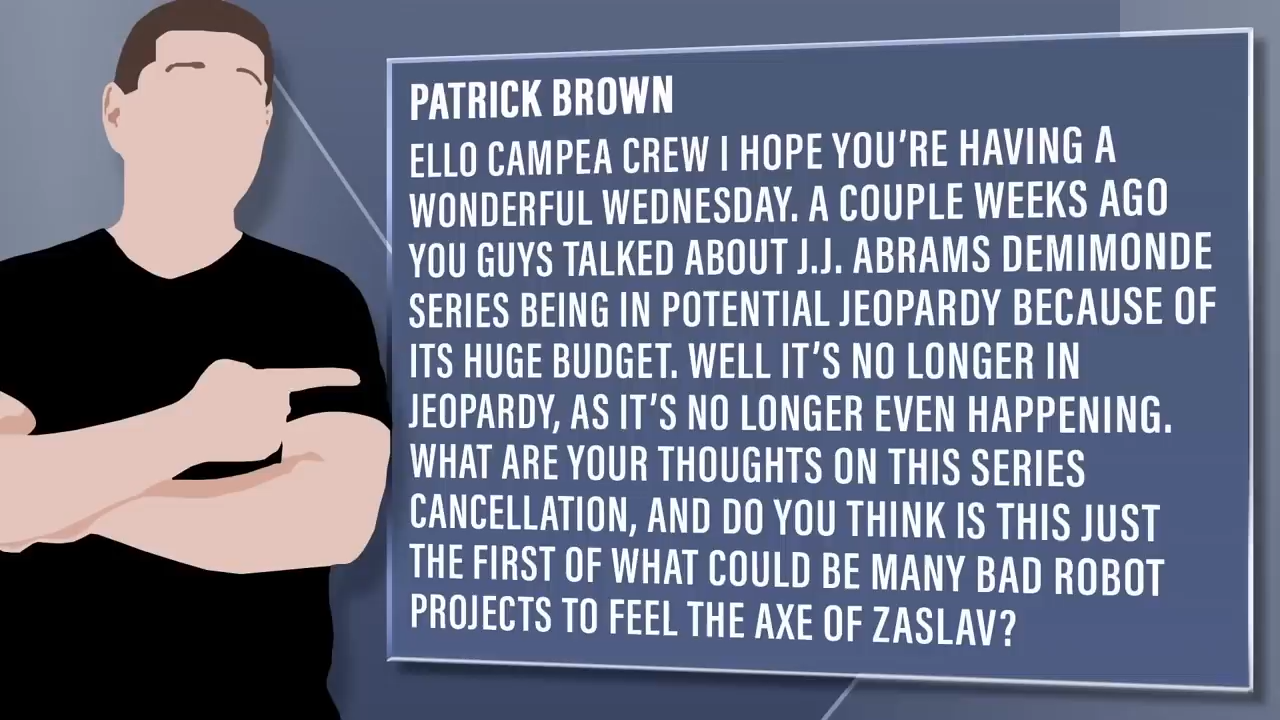 PATRICK BROWN
ELLO CAMPEA CREW I HOPE YOU'RE HAVING A
WONDERFUL WEDNESDAY. A COUPLE WEEKS AGO
YOU GUYS TALKED ABOUT J.J. ABRAMS DEMIMONDE
SERIES BEING IN POTENTIAL JEOPARDY BECAUSE OF
ITS HUGE BUDGET. WELL IT'S NO LONGER IN
JEOPARDY, AS IT'S NO LONGER EVEN HAPPENING.
WHAT ARE YOUR THOUGHTS ON THIS SERIES
CANCELLATION, AND DO YOU THINK IS THIS JUST
THE FIRST OF WHAT COULD BE MANY BAD ROBOT
PROJECTS TO FEEL THE AXE OF ZASLAV?